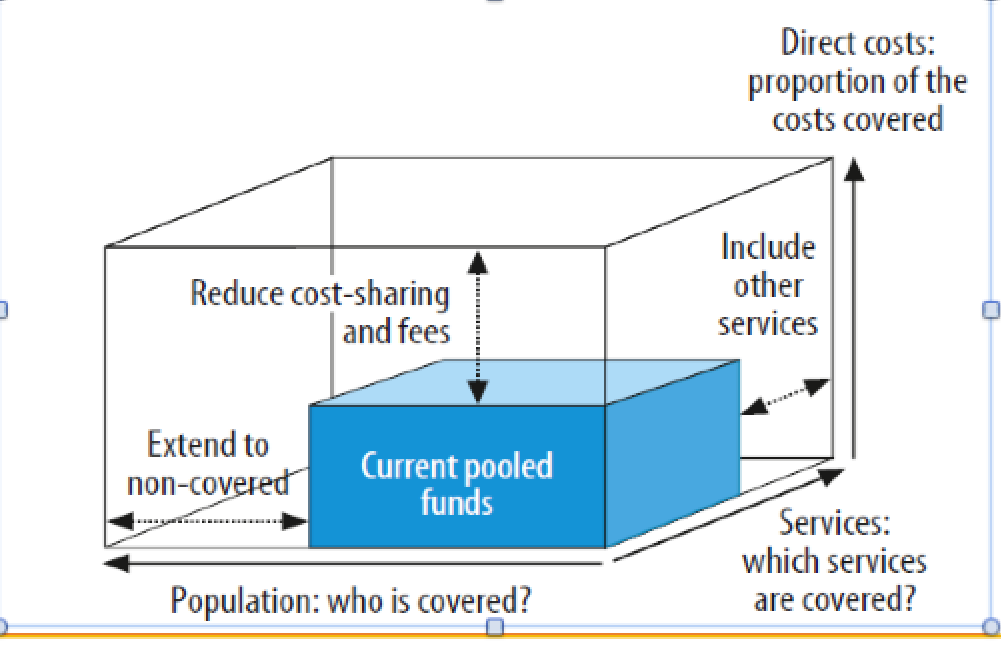 Direct costs:
proportion of the
costs covered
Include
other
services
Reduce cost-sharing
and fees
Extend to
non-covered
Current pooled
funds
Services:
which services
are covered?
Population: who is covered?